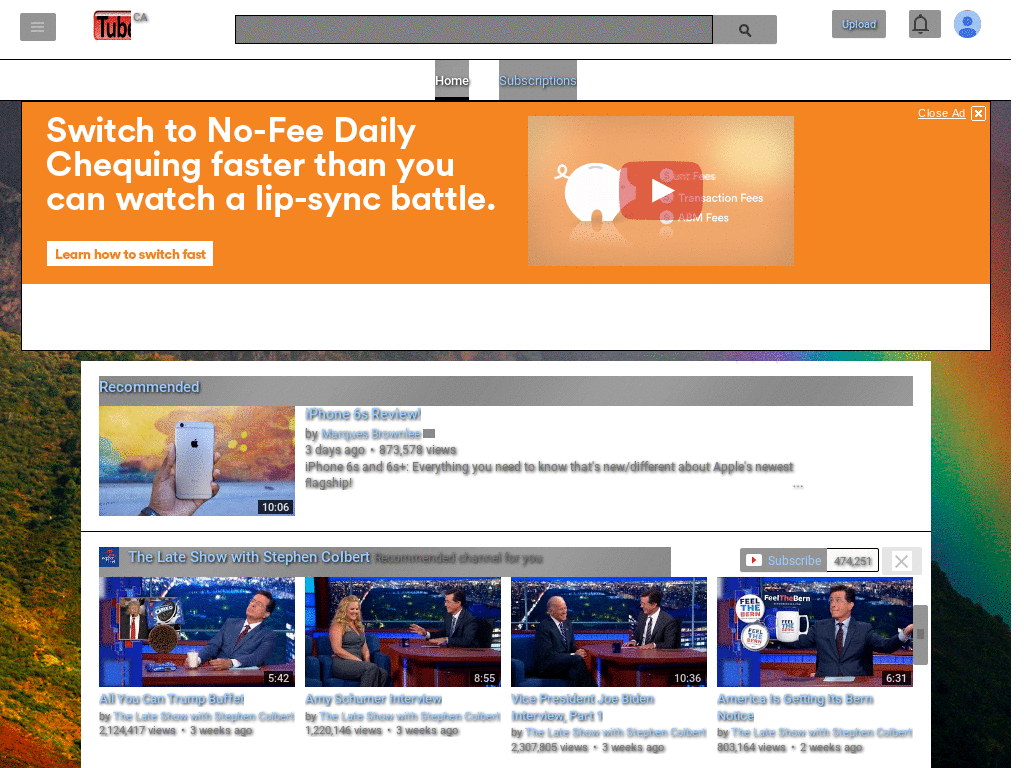 Tube CA
Upload
Home Subscriptions
Close Ad
Switch to No-Fee Daily
Chequing faster than you
can watch a lip-sync battle.
Learn how to switch fast
Fees
Transaction Fees
ABM Fees
Recommended
iPhone 6s Review!
by Marques Brownlee
3 days ago • 873,578 views
iPhone 6s and 6s+: Everything you need to know that's new/different about Apple's newest
flagship! ...
10:06
The Late Show with Stephen Colbert Recommended channel for you
Subscribe 474,251
OREO
FEEL THE BERN
FeelTheBern
FEEL THE BERN
5:42 8:55 10:36 6:31
All You Can Trump Buffet
by The Late Show with Stephen Colbert
2,124,417 views • 3 weeks ago
Amy Schumer Interview
by The Late Show with Stephen Colbert
1,220,146 views • 3 weeks ago
Vice President Joe Biden
Interview, Part 1
by The Late Show with Stephen Colbert
2,307,805 views • 3 weeks ago
America Is Getting Its Bern
Notice
by The Late Show with Stephen Colbert
803,164 views • 2 weeks ago